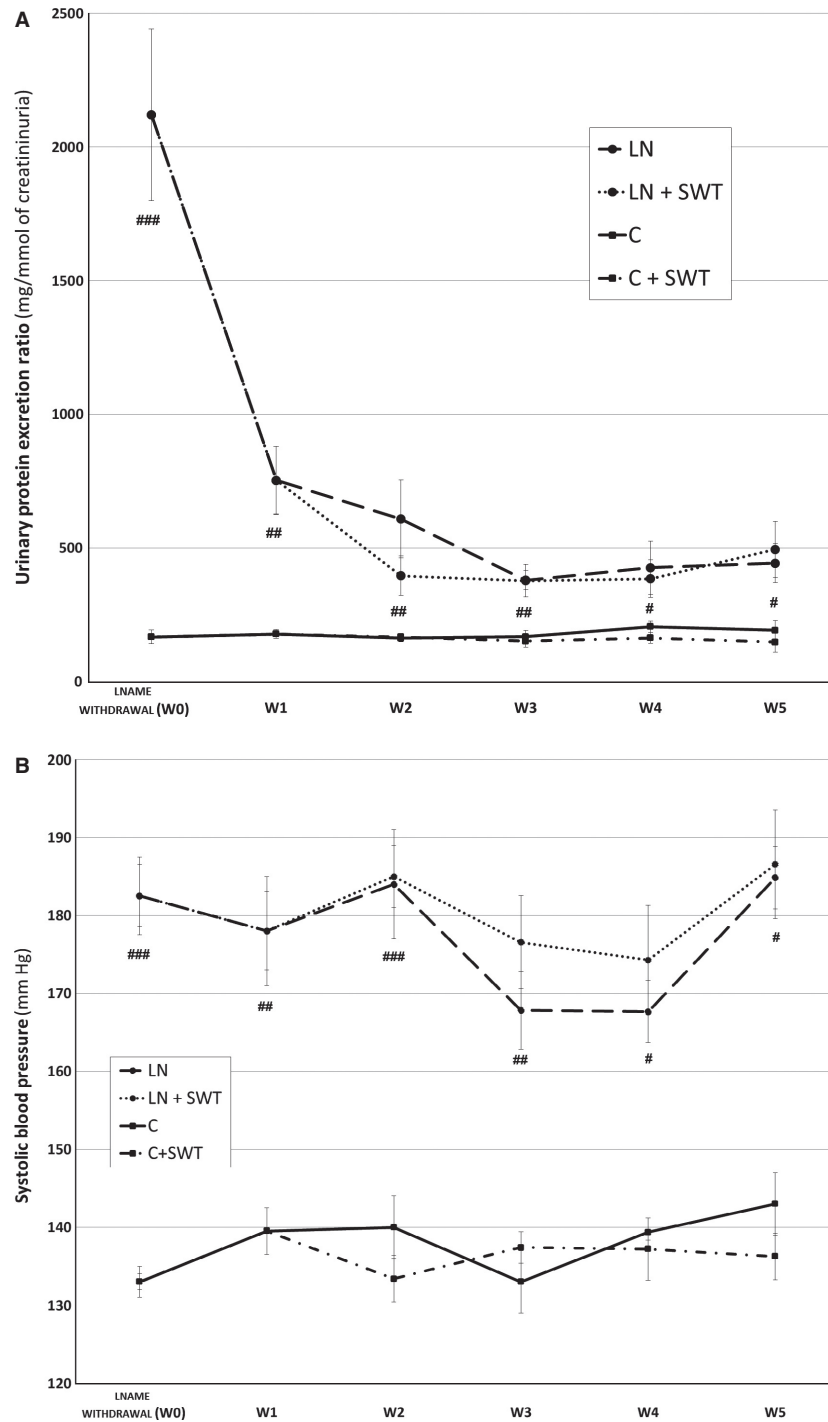 A
Urinary protein excretion ratio (mg/mmol of creatininuria)
2500
2000
1500
1000
500
0
LN
LN + SWT
C
C + SWT
###
##
##
##
#
#
LNAME
WITHDRAWAL (W0) W1 W2 W3 W4 W5
B
Systolic blood pressure (mm Hg)
200
190
180
170
160
150
140
130
120
###
##
###
##
#
#
LN
LN + SWT
C
C+SWT
LNAME
WITHDRAWAL (W0) W1 W2 W3 W4 W5